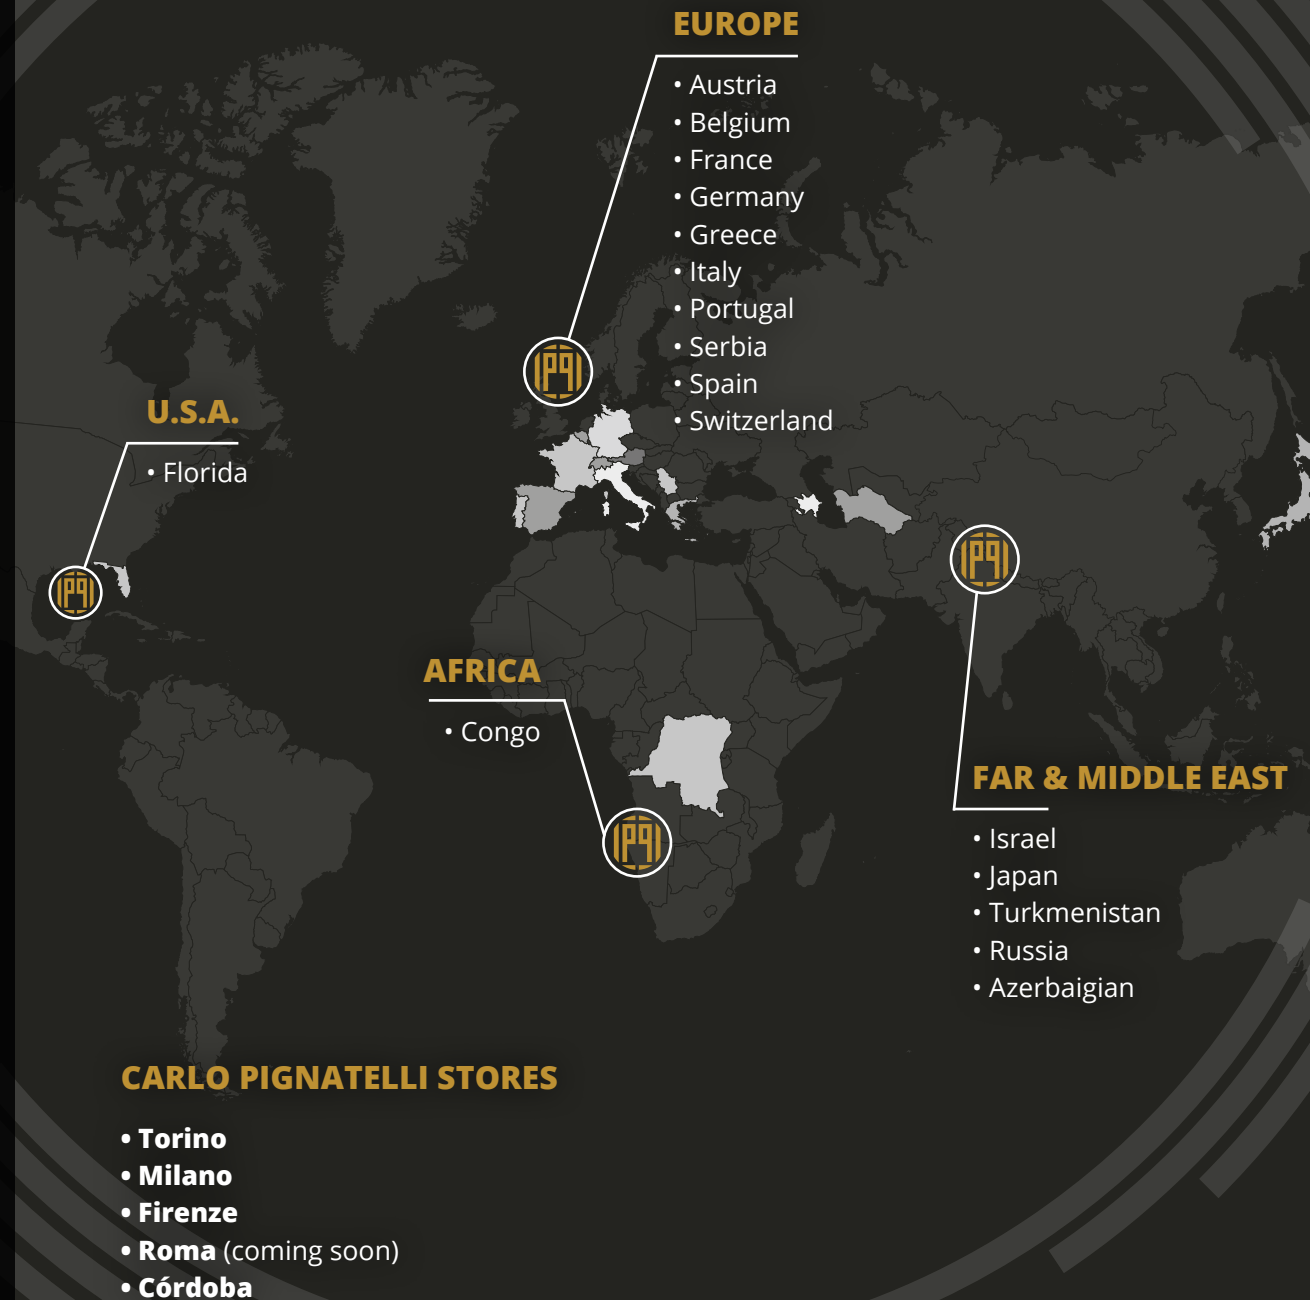 EUROPE
• Austria
• Belgium
• France
• Germany
• Greece
• Italy
• Portugal
• Serbia
• Spain
• Switzerland
U.S.A.
• Florida
AFRICA
• Congo
FAR & MIDDLE EAST
• Israel
• Japan
• Turkmenistan
• Russia
• Azerbaigian
CARLO PIGNATELLI STORES
• Torino
• Milano
• Firenze
• Roma (coming soon)
• Córdoba